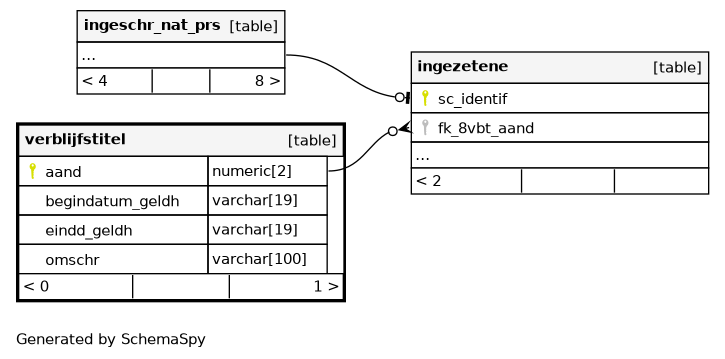 ingeschr_nat_prs [table]
...
< 4 8 >
ingezetene [table]
sc_identif
fk_8vbt_aand
...
< 2
verblijfstitel [table]
aand numeric[2]
begindatum_geldh varchar[19]
eindd_geldh varchar[19]
omschr varchar[100]
< 0 1 >
Generated by SchemaSpy